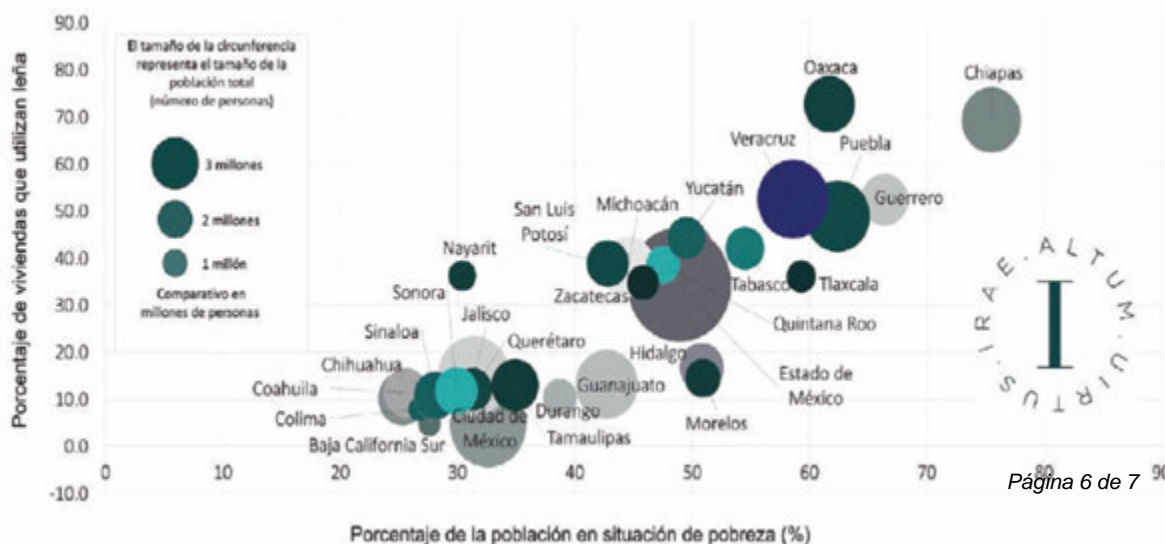 Porcentaje de viviendas que utilizan leña
90.0
80.0
70.0
60.0
50.0
40.0
30.0
20.0
10.0
0.0
-10.0
El tamaño de la circunferencia
representa el tamaño de la
población total
(número de personas)
3 millones
2 millones
1 millón
Comparativo en
millones de personas
Oaxaca
Chiapas
Veracruz
Puebla
Guerrero
Yucatán
Michoacán
San Luis
Potosí
Nayarit
Zacatecas
Tabasco
Tlaxcala
Quintana Roo
Sonora
Jalisco
Sinaloa
Querétaro
Hidalgo
Estado de
México
Chihuahua
Coahuila
Colima
Guanajuato
Durango
Ciudad de
México
Tamaulipas
Morelos
Baja California Sur
IRAE.ALTUM.UIRTUS.
0
10
20
30
40
50
60
70
80
90
Página 6 de 7
Porcentaje de la población en situación de pobreza (%)